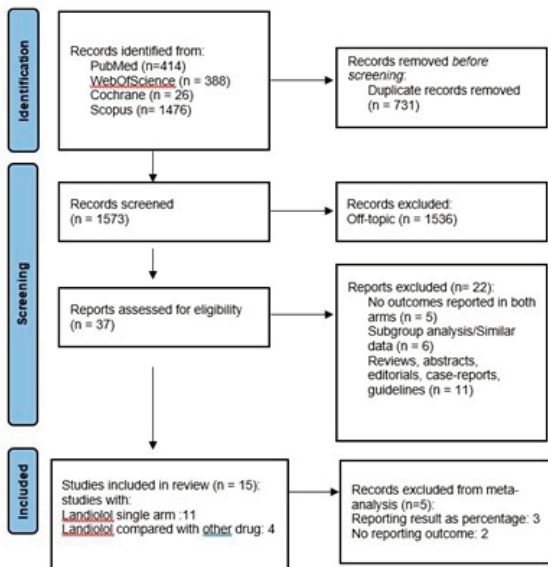 Identification
Records identified from:
PubMed (n=414)
WebOfScience (n = 388)
Cochrane (n = 26)
Scopus (n= 1476)
Records removed before
screening:
Duplicate records removed
(n = 731)
Screening
Records screened
(n = 1573)
Records excluded:
Off-topic (n = 1536)
Reports assessed for eligibility
(n = 37)
Reports excluded (n= 22):
No outcomes reported in both
arms (n = 5)
Subgroup analysis/Similar
data (n = 6)
Reviews, abstracts,
editorials, case-reports,
guidelines (n = 11)
Included
Studies included in review (n = 15):
studies with:
Landiolol single arm :11
Landiolol compared with other drug: 4
Records excluded from meta-
analysis (n=5):
Reporting result as percentage: 3
No reporting outcome: 2